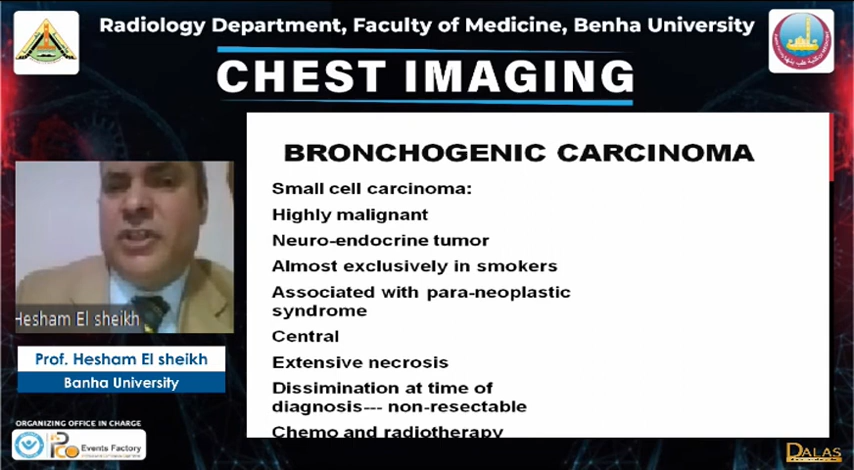 Radiology Department, Faculty of Medicine, Benha University
CHEST IMAGING
BRONCHOGENIC CARCINOMA
Small cell carcinoma:
Highly malignant
Neuro-endocrine tumor
Almost exclusively in smokers
Associated with para-neoplastic
syndrome
Central
Extensive necrosis
Dissimination at time of
diagnosis--- non-resectable
Chemo and radiotherapy
Hesham El sheikh
Prof. Hesham El sheikh
Banha University
ORGANIZING OFFICE IN CHARGE
Events Factory
DALAS